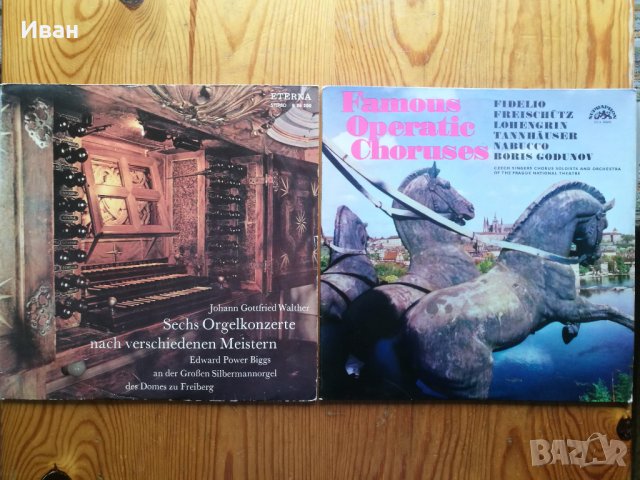 Иван
ETERNA
STEREO
Johann Gottfried Walther
Sechs Orgelkonzerte
nach verschiedenen Meistern
Edward Power Biggs
an der Großen Silbermannorgel
des Domes zu Freiberg
Famous
Operatic
Choruses
FIDELIO
FREISCHÜTZ
LOHENGRIN
TANNHÄUSER
NABUCCO
BORIS GODUNOV
CZECH SINGERS CHORUS SOLOISTS AND ORCHESTRA
OF THE PRAGUE NATIONAL THEATRE
SUPRAPHON
BAZAR
Иван